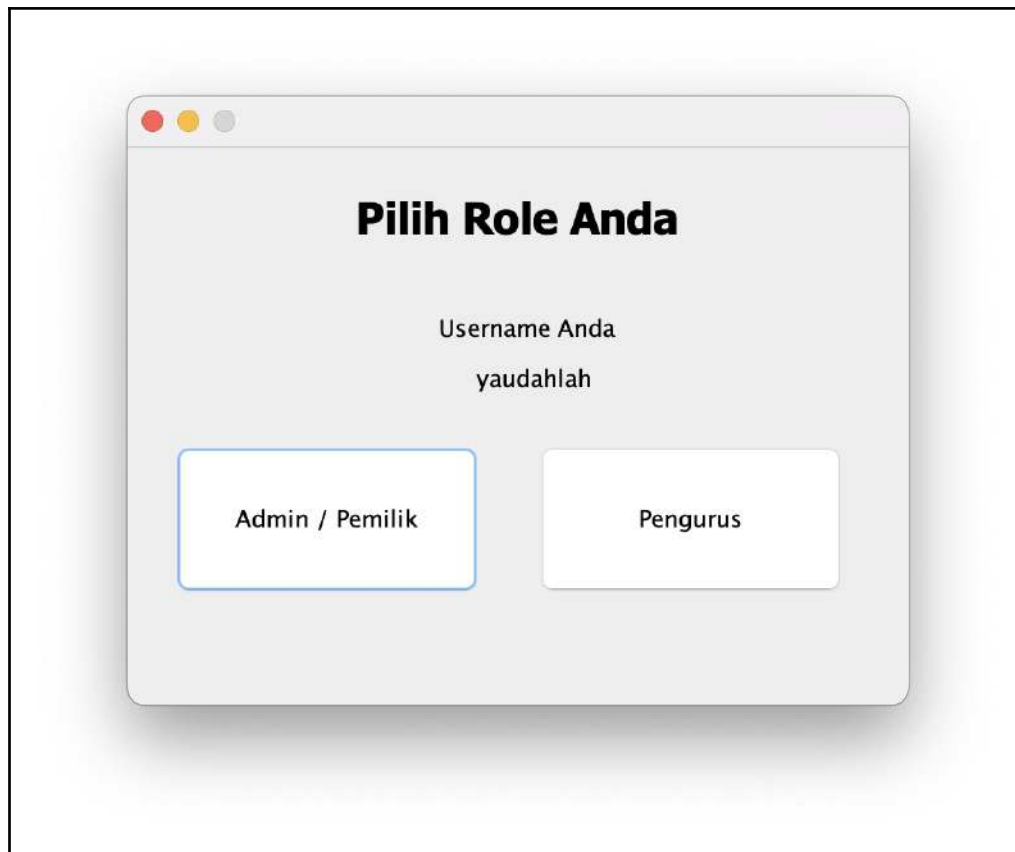 Pilih Role Anda
Username Anda
yaudahlah
Admin / Pemilik
Pengurus